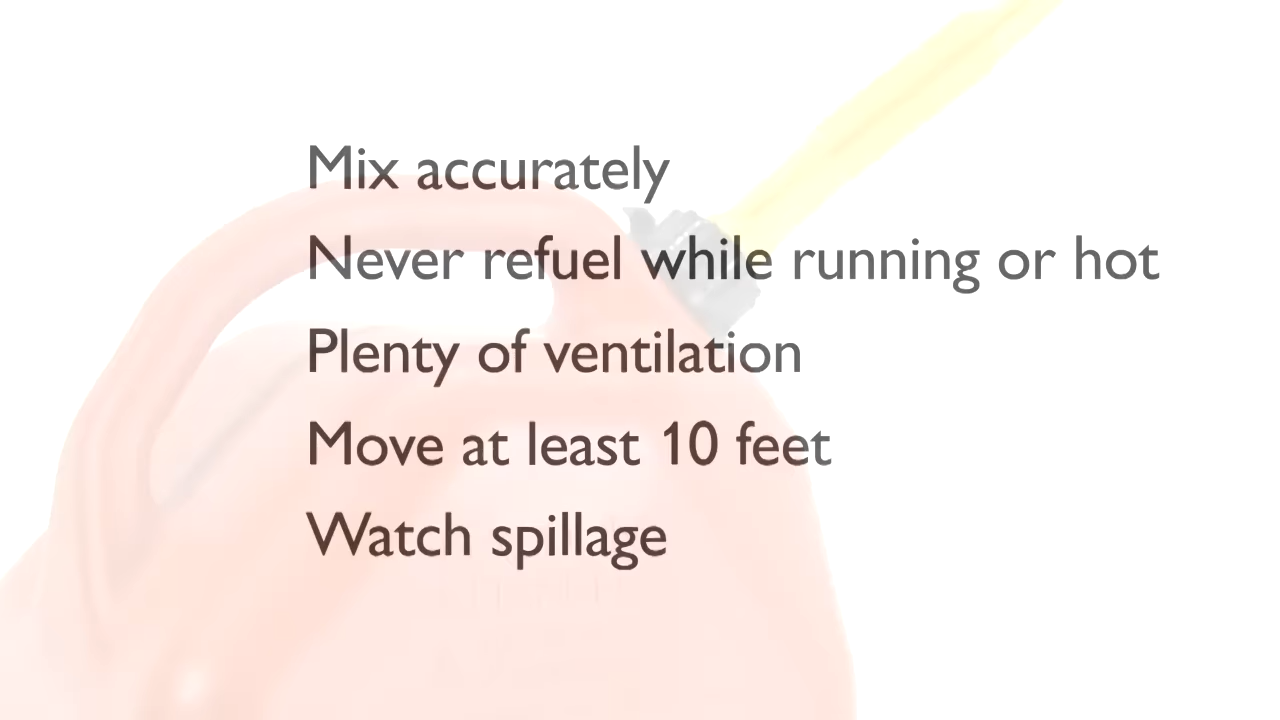 Mix accurately
Never refuel while running or hot
Plenty of ventilation
Move at least 10 feet
Watch spillage